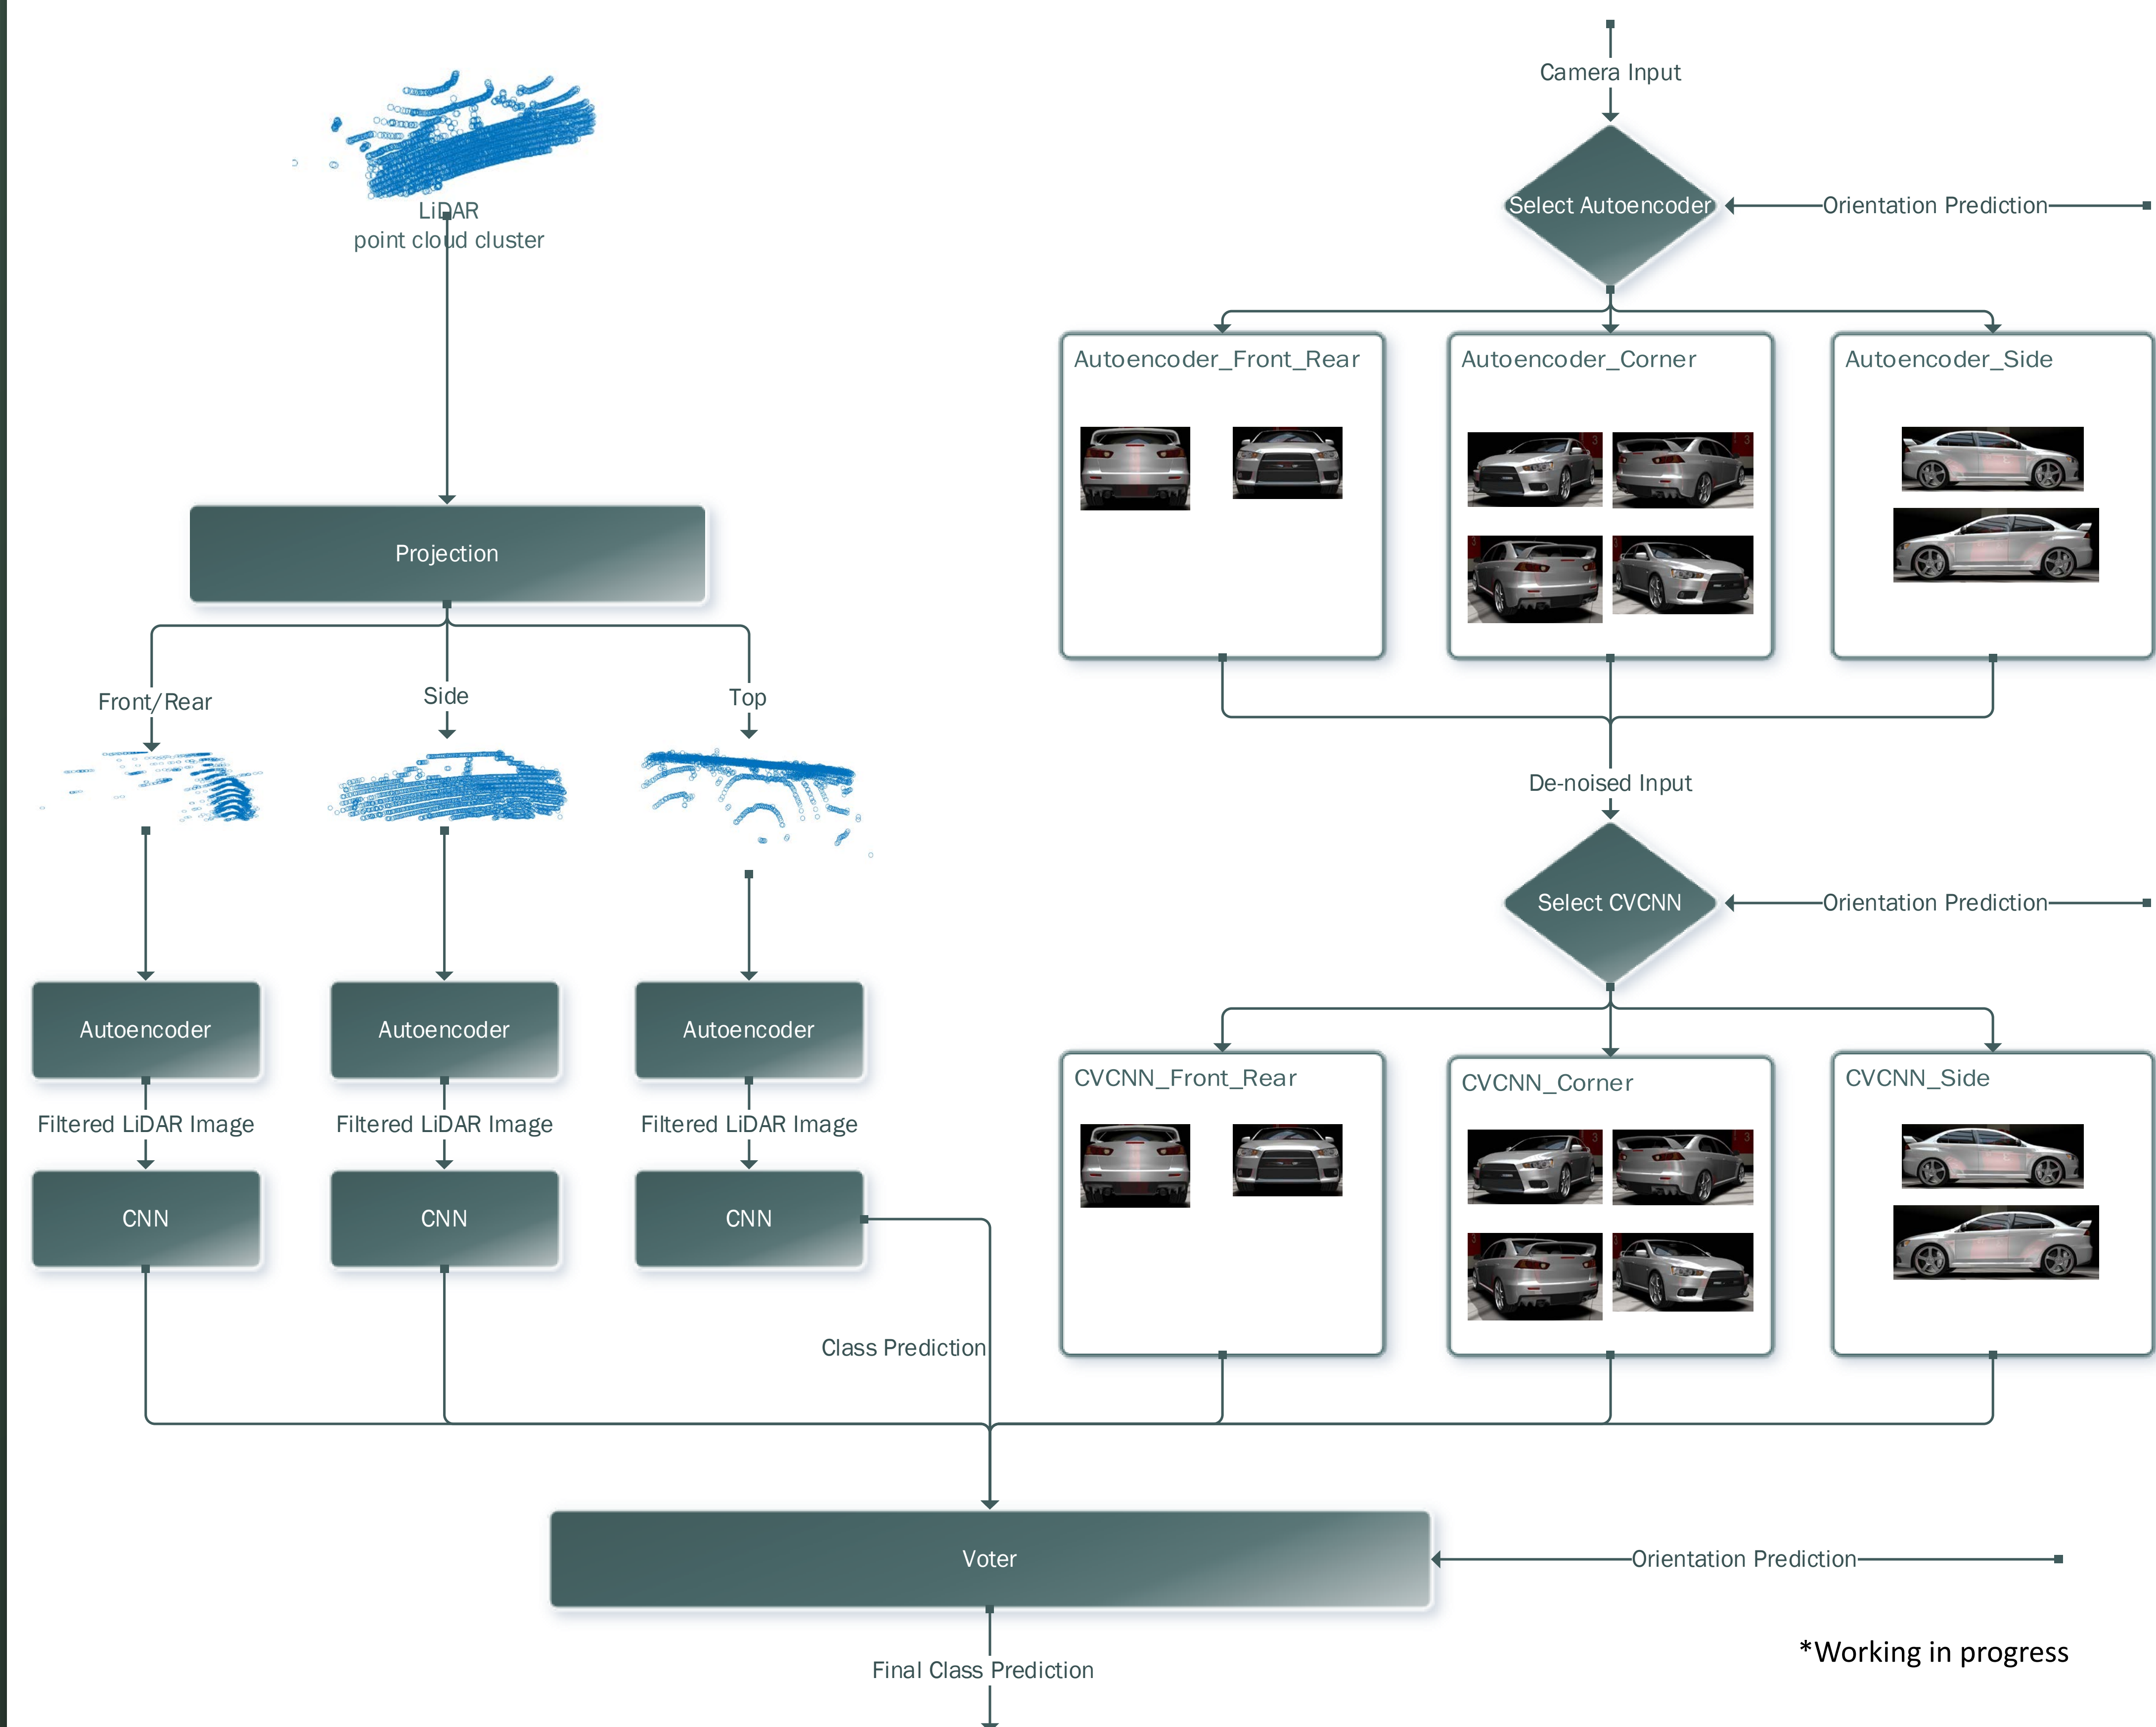 LiDAR
point cloud cluster
Projection
Front/Rear
Side
Top
Autoencoder
Autoencoder
Autoencoder
Filtered LiDAR Image
Filtered LiDAR Image
Filtered LiDAR Image
CNN
CNN
CNN
Class Prediction
Camera Input
Select Autoencoder
Orientation Prediction
Autoencoder_Front_Rear
Autoencoder_Corner
Autoencoder_Side
De-noised Input
Select CVCNN
Orientation Prediction
CVCNN_Front_Rear
CVCNN_Corner
CVCNN_Side
Voter
Orientation Prediction
Final Class Prediction
*Working in progress